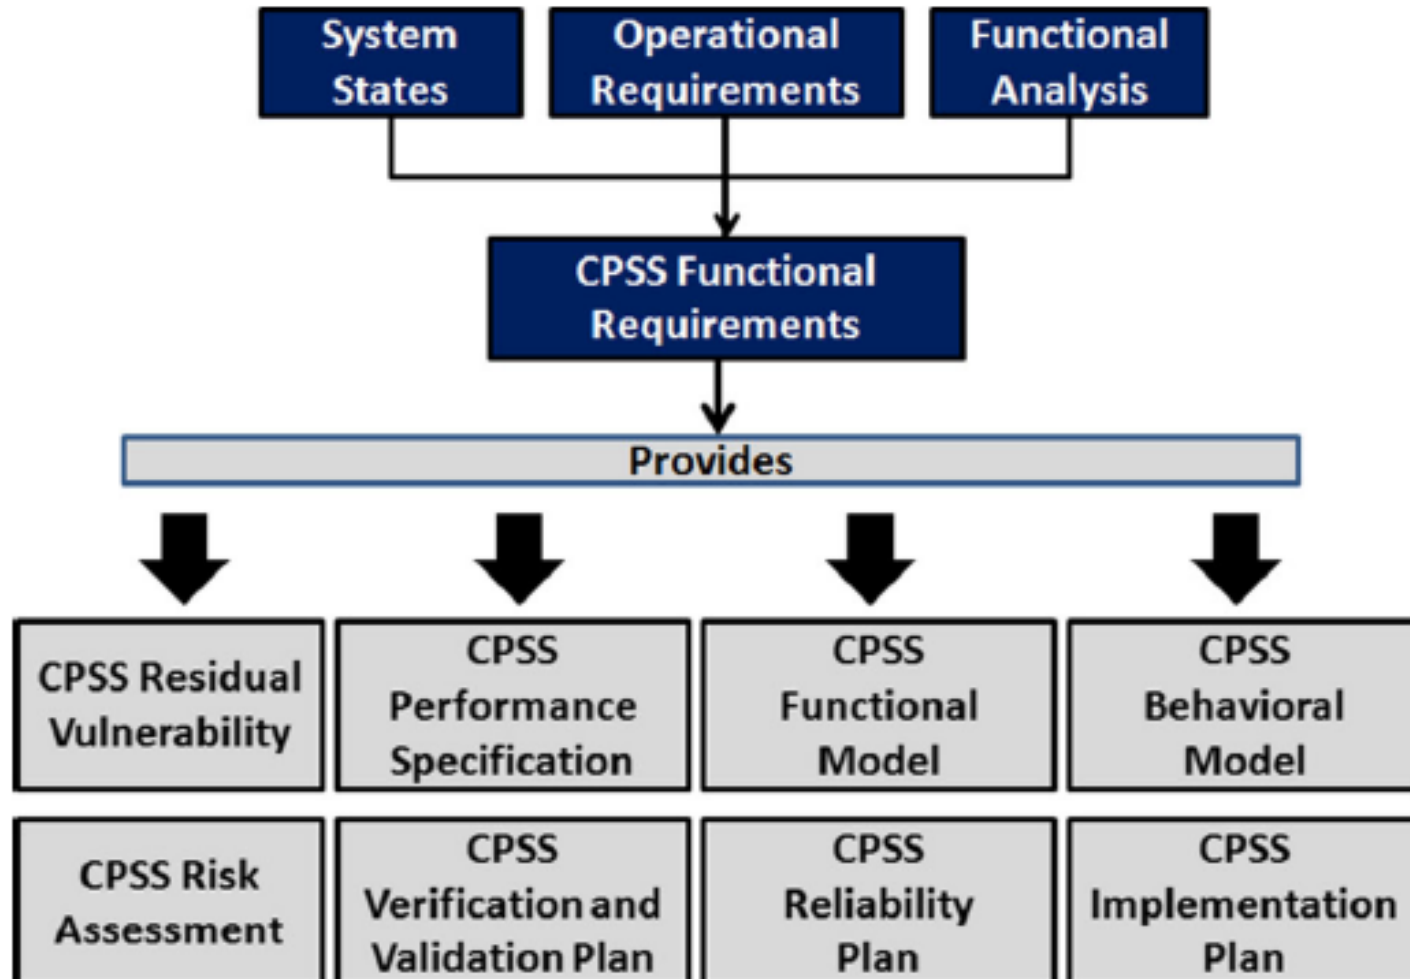 System
States
Operational
Requirements
Functional
Analysis
CPSS Functional
Requirements
Provides
CPSS Residual
Vulnerability
CPSS
Performance
Specification
CPSS
Functional
Model
CPSS
Behavioral
Model
CPSS Risk
Assessment
CPSS
Verification and
Validation Plan
CPSS
Reliability
Plan
CPSS
Implementation
Plan